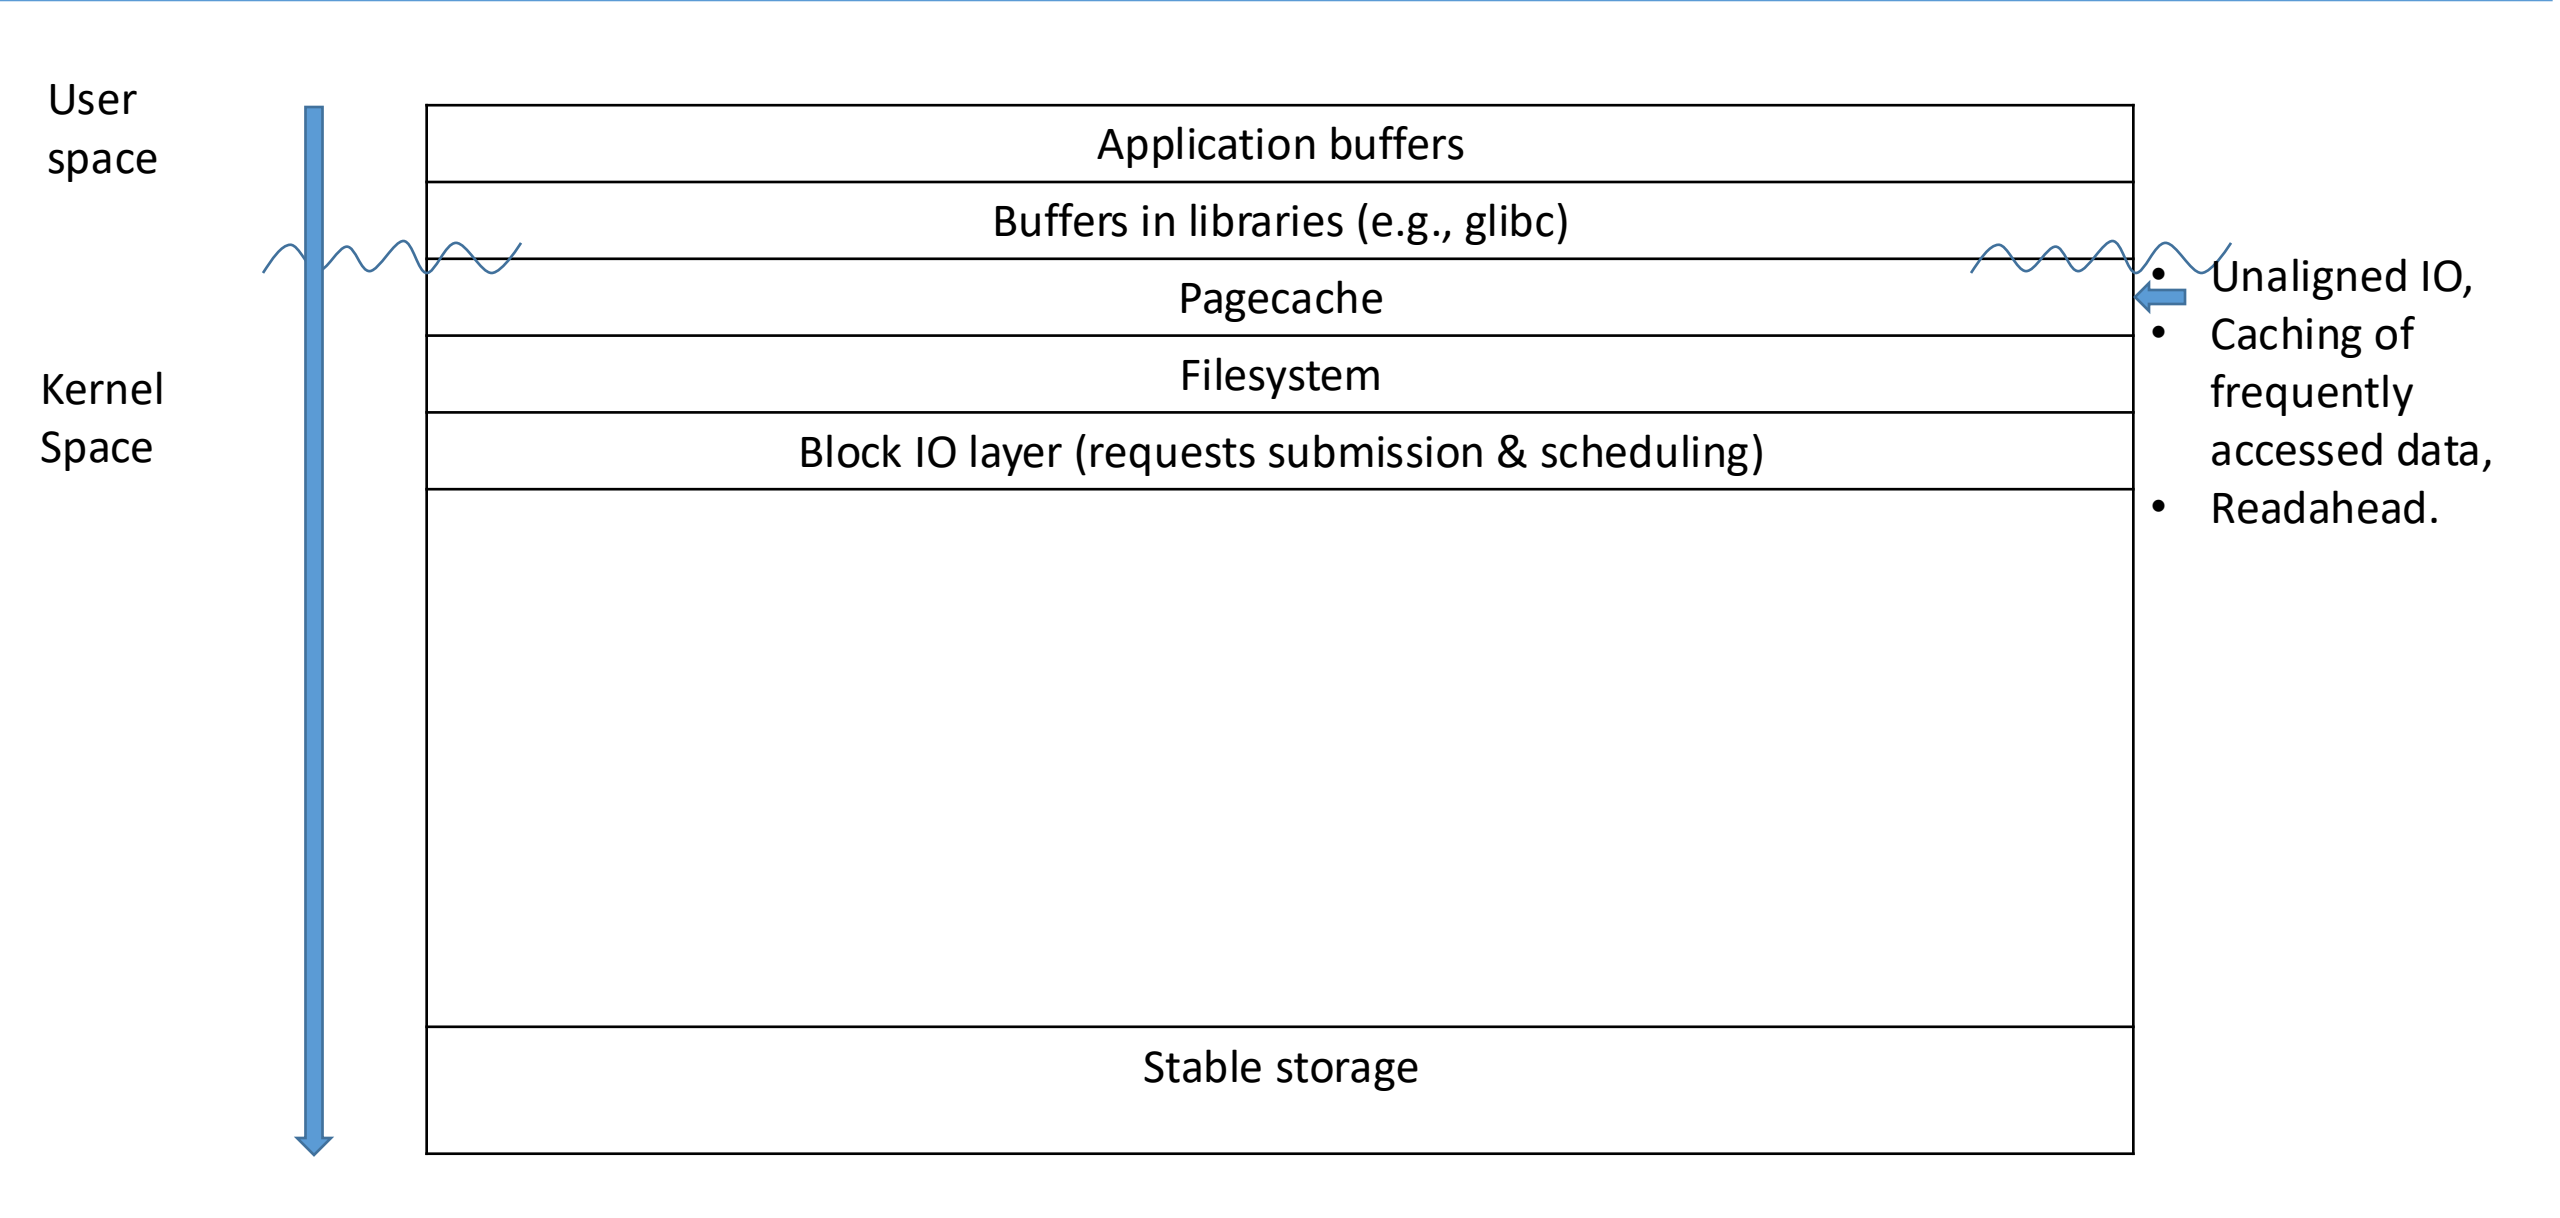 User
space
Application buffers
Buffers in libraries (e.g., glibc)
Pagecache
Filesystem
Block IO layer (requests submission & scheduling)
Stable storage
Kernel
Space
• Unaligned IO,
• Caching of
frequently
accessed data,
• Readahead.